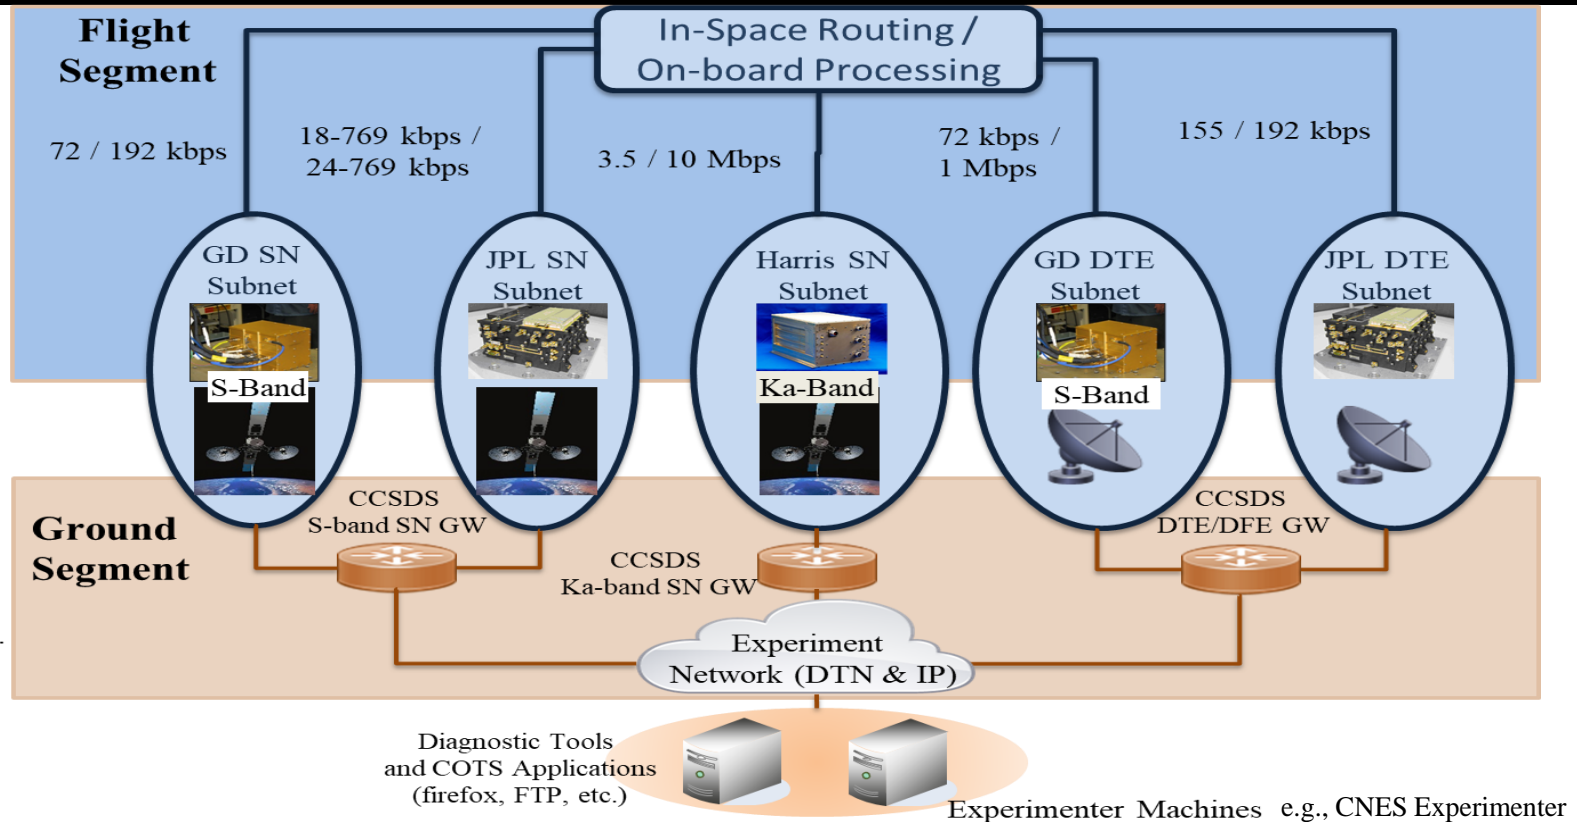 Flight
Segment
In-Space Routing /
On-board Processing
72 / 192 kbps
18-769 kbps /
24-769 kbps
3.5 / 10 Mbps
72 kbps /
1 Mbps
155 / 192 kbps
GD SN
Subnet
S-Band
JPL SN
Subnet
Harris SN
Subnet
Ka-Band
GD DTE
Subnet
S-Band
JPL DTE
Subnet
Ground
Segment
CCSDS
S-band SN GW
CCSDS
Ka-band SN GW
CCSDS
DTE/DFE GW
Experiment
Network (DTN & IP)
Diagnostic Tools
and COTS Applications
(firefox, FTP, etc.)
Experimenter Machines e.g., CNES Experimenter